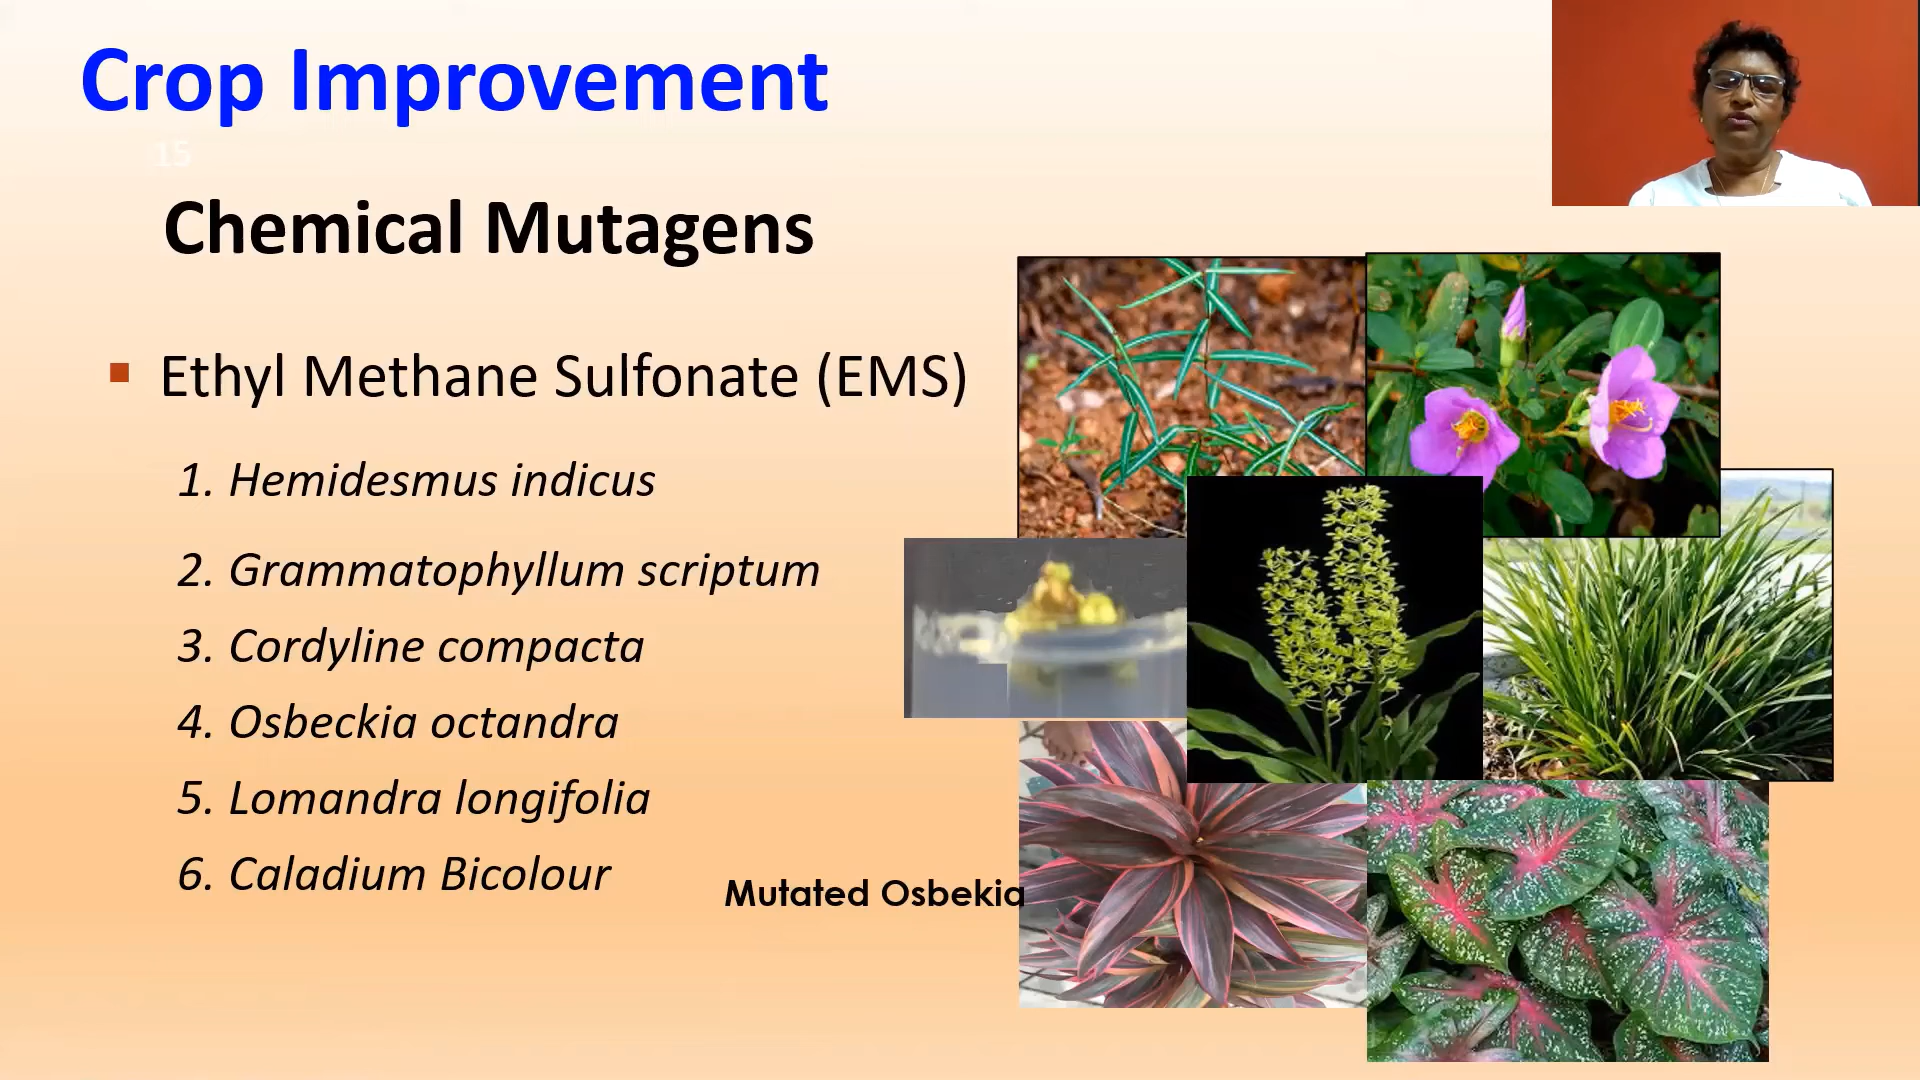 Crop Improvement
15
Chemical Mutagens
▪ Ethyl Methane Sulfonate (EMS)
1. Hemidesmus indicus
2. Grammatophyllum scriptum
3. Cordyline compacta
4. Osbeckia octandra
5. Lomandra longifolia
6. Caladium Bicolour
Mutated Osbekia